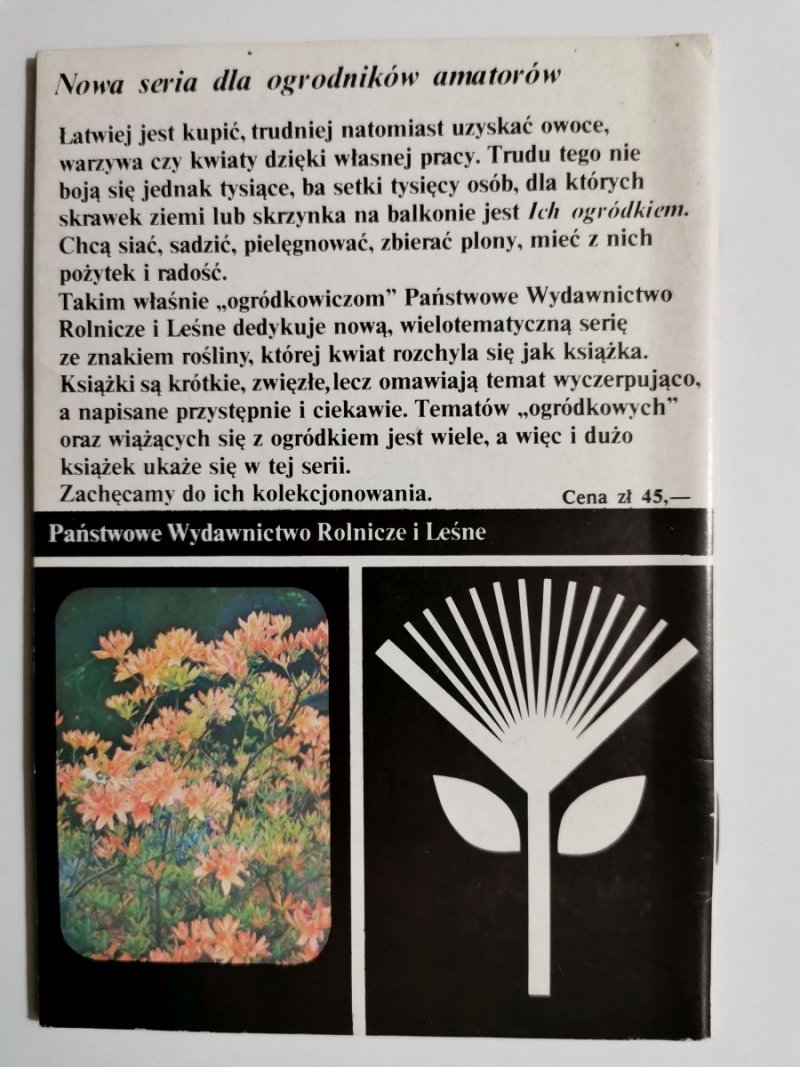 Nowa seria dla ogrodników amatorów
Łatwiej jest kupić, trudniej natomiast uzyskać owoce,
warzywa czy kwiaty dzięki własnej pracy. Trudu tego nie
boją się jednak tysiące, ba setki tysięcy osób, dla których
skrawek ziemi lub skrzynka na balkonie jest Ich ogródkiem.
Chcą siać, sadzić, pielęgnować, zbierać plony, mieć z nich
pożytek i radość.
Takim właśnie „ogródkowiczom” Państwowe Wydawnictwo
Rolnicze i Leśne dedykuje nową, wielotematyczną serię
ze znakiem rośliny, której kwiat rozchyla się jak książka.
Książki są krótkie, zwięzłe, lecz omawiają temat wyczerpująco,
a napisane przystępnie i ciekawie. Tematów „ogródkowych”
oraz wiążących się z ogródkiem jest wiele, a więc i dużo
książek ukaże się w tej serii.
Zachęcamy do ich kolekcjonowania. Cena zł 45,—
Państwowe Wydawnictwo Rolnicze i Leśne